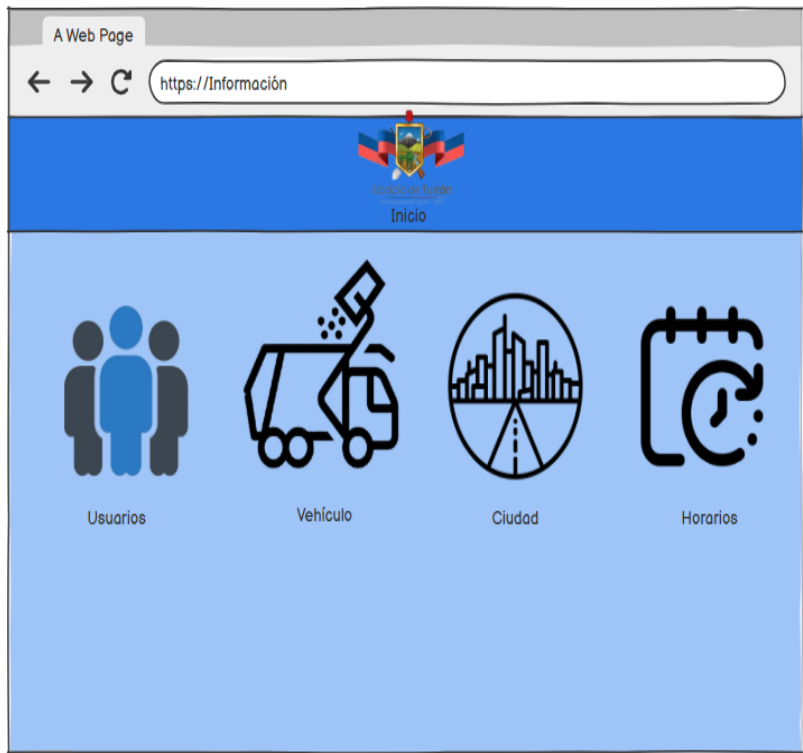 A Web Page
https://Información
Inicio
Usuarios
Vehículo
Ciudad
Horarios